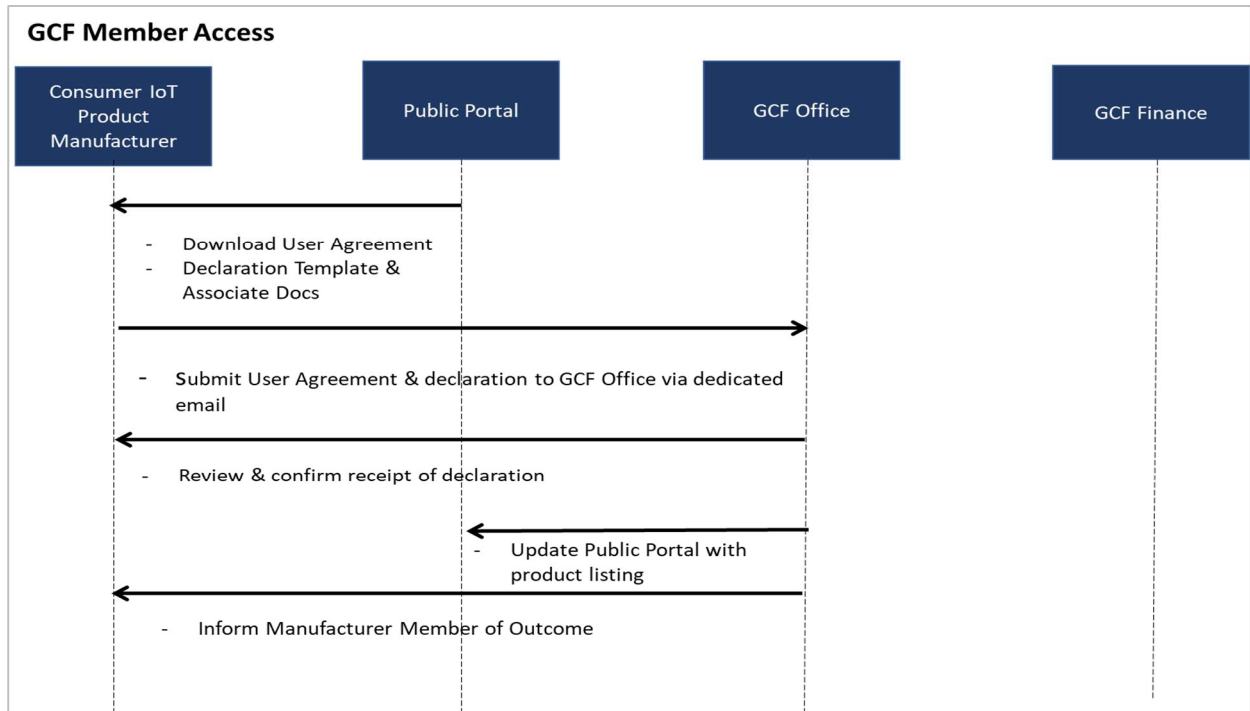 GCF Member Access
Consumer IoT
Product
Manufacturer
Public Portal
GCF Office
GCF Finance
- Download User Agreement
- Declaration Template &
Associate Docs
- Submit User Agreement & declaration to GCF Office via dedicated
email
- Review & confirm receipt of declaration
- Update Public Portal with
product listing
- Inform Manufacturer Member of Outcome